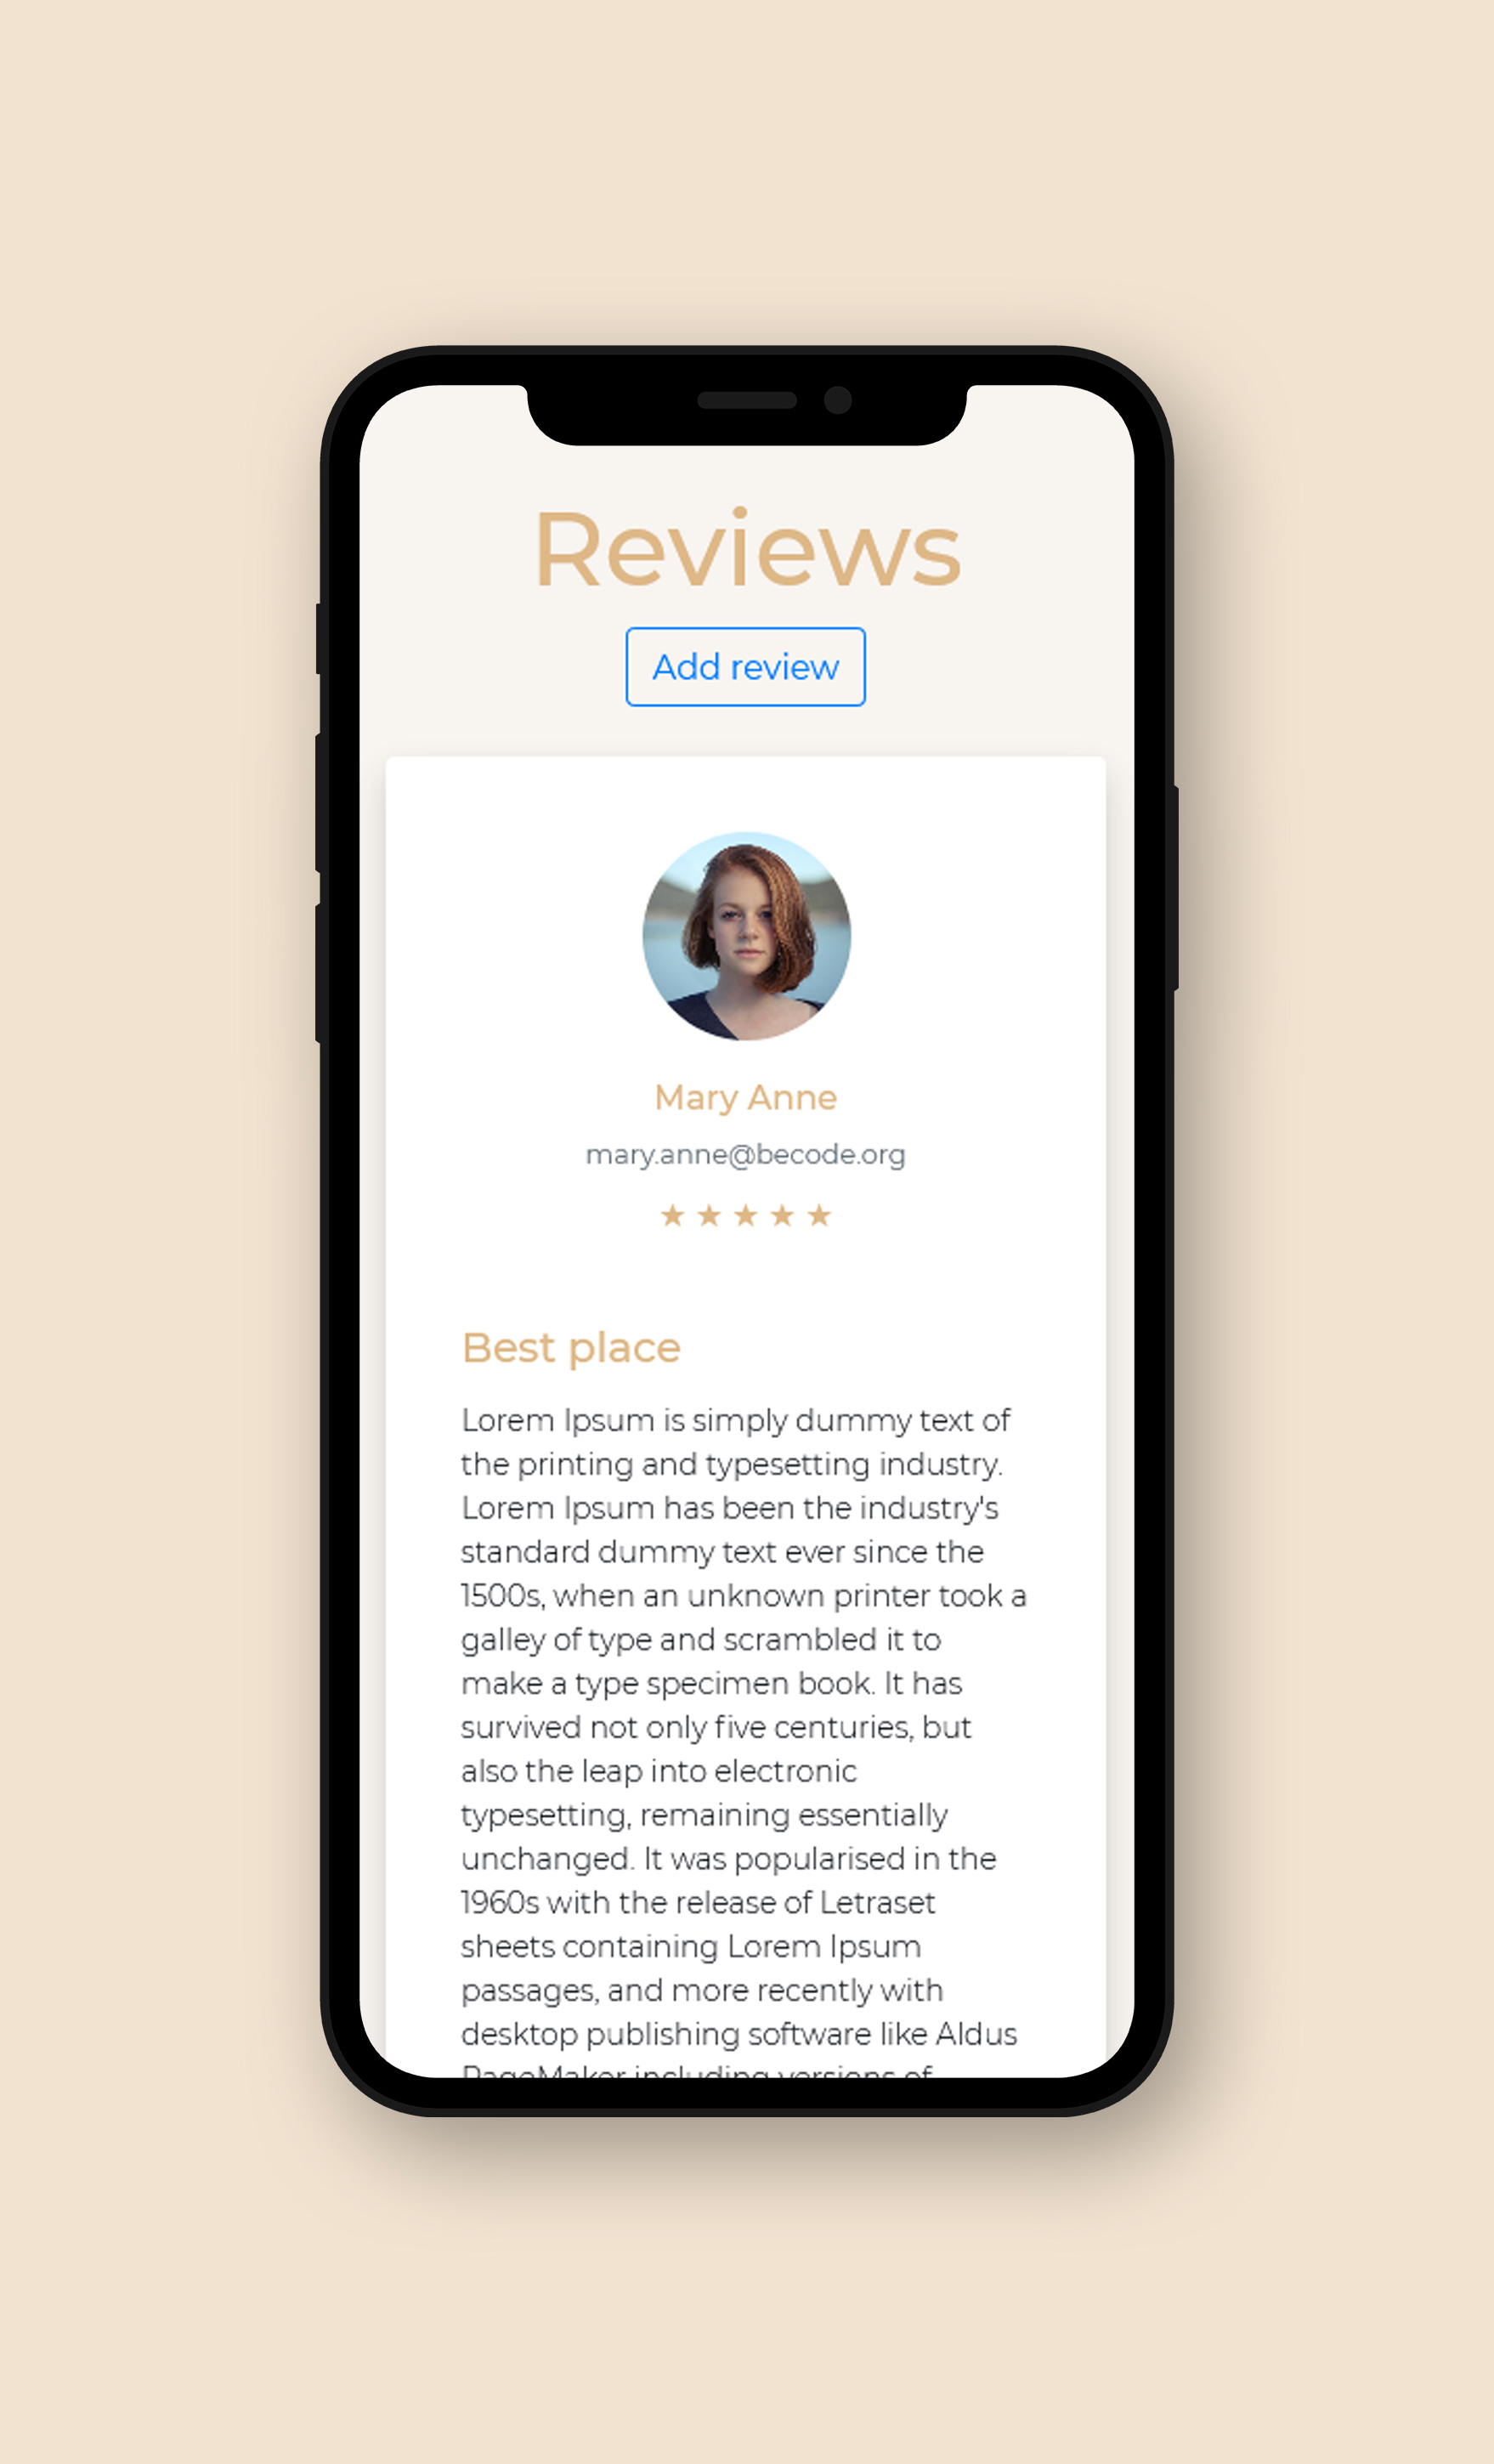 Reviews
Add review
Mary Anne
mary.anne@becode.org
★ ★ ★ ★ ★
Best place
Lorem Ipsum is simply dummy text of
the printing and typesetting industry.
Lorem Ipsum has been the industry's
standard dummy text ever since the
1500s, when an unknown printer took a
galley of type and scrambled it to
make a type specimen book. It has
survived not only five centuries, but
also the leap into electronic
typesetting, remaining essentially
unchanged. It was popularised in the
1960s with the release of Letraset
sheets containing Lorem Ipsum
passages, and more recently with
desktop publishing software like Aldus
PageMaker including versions of